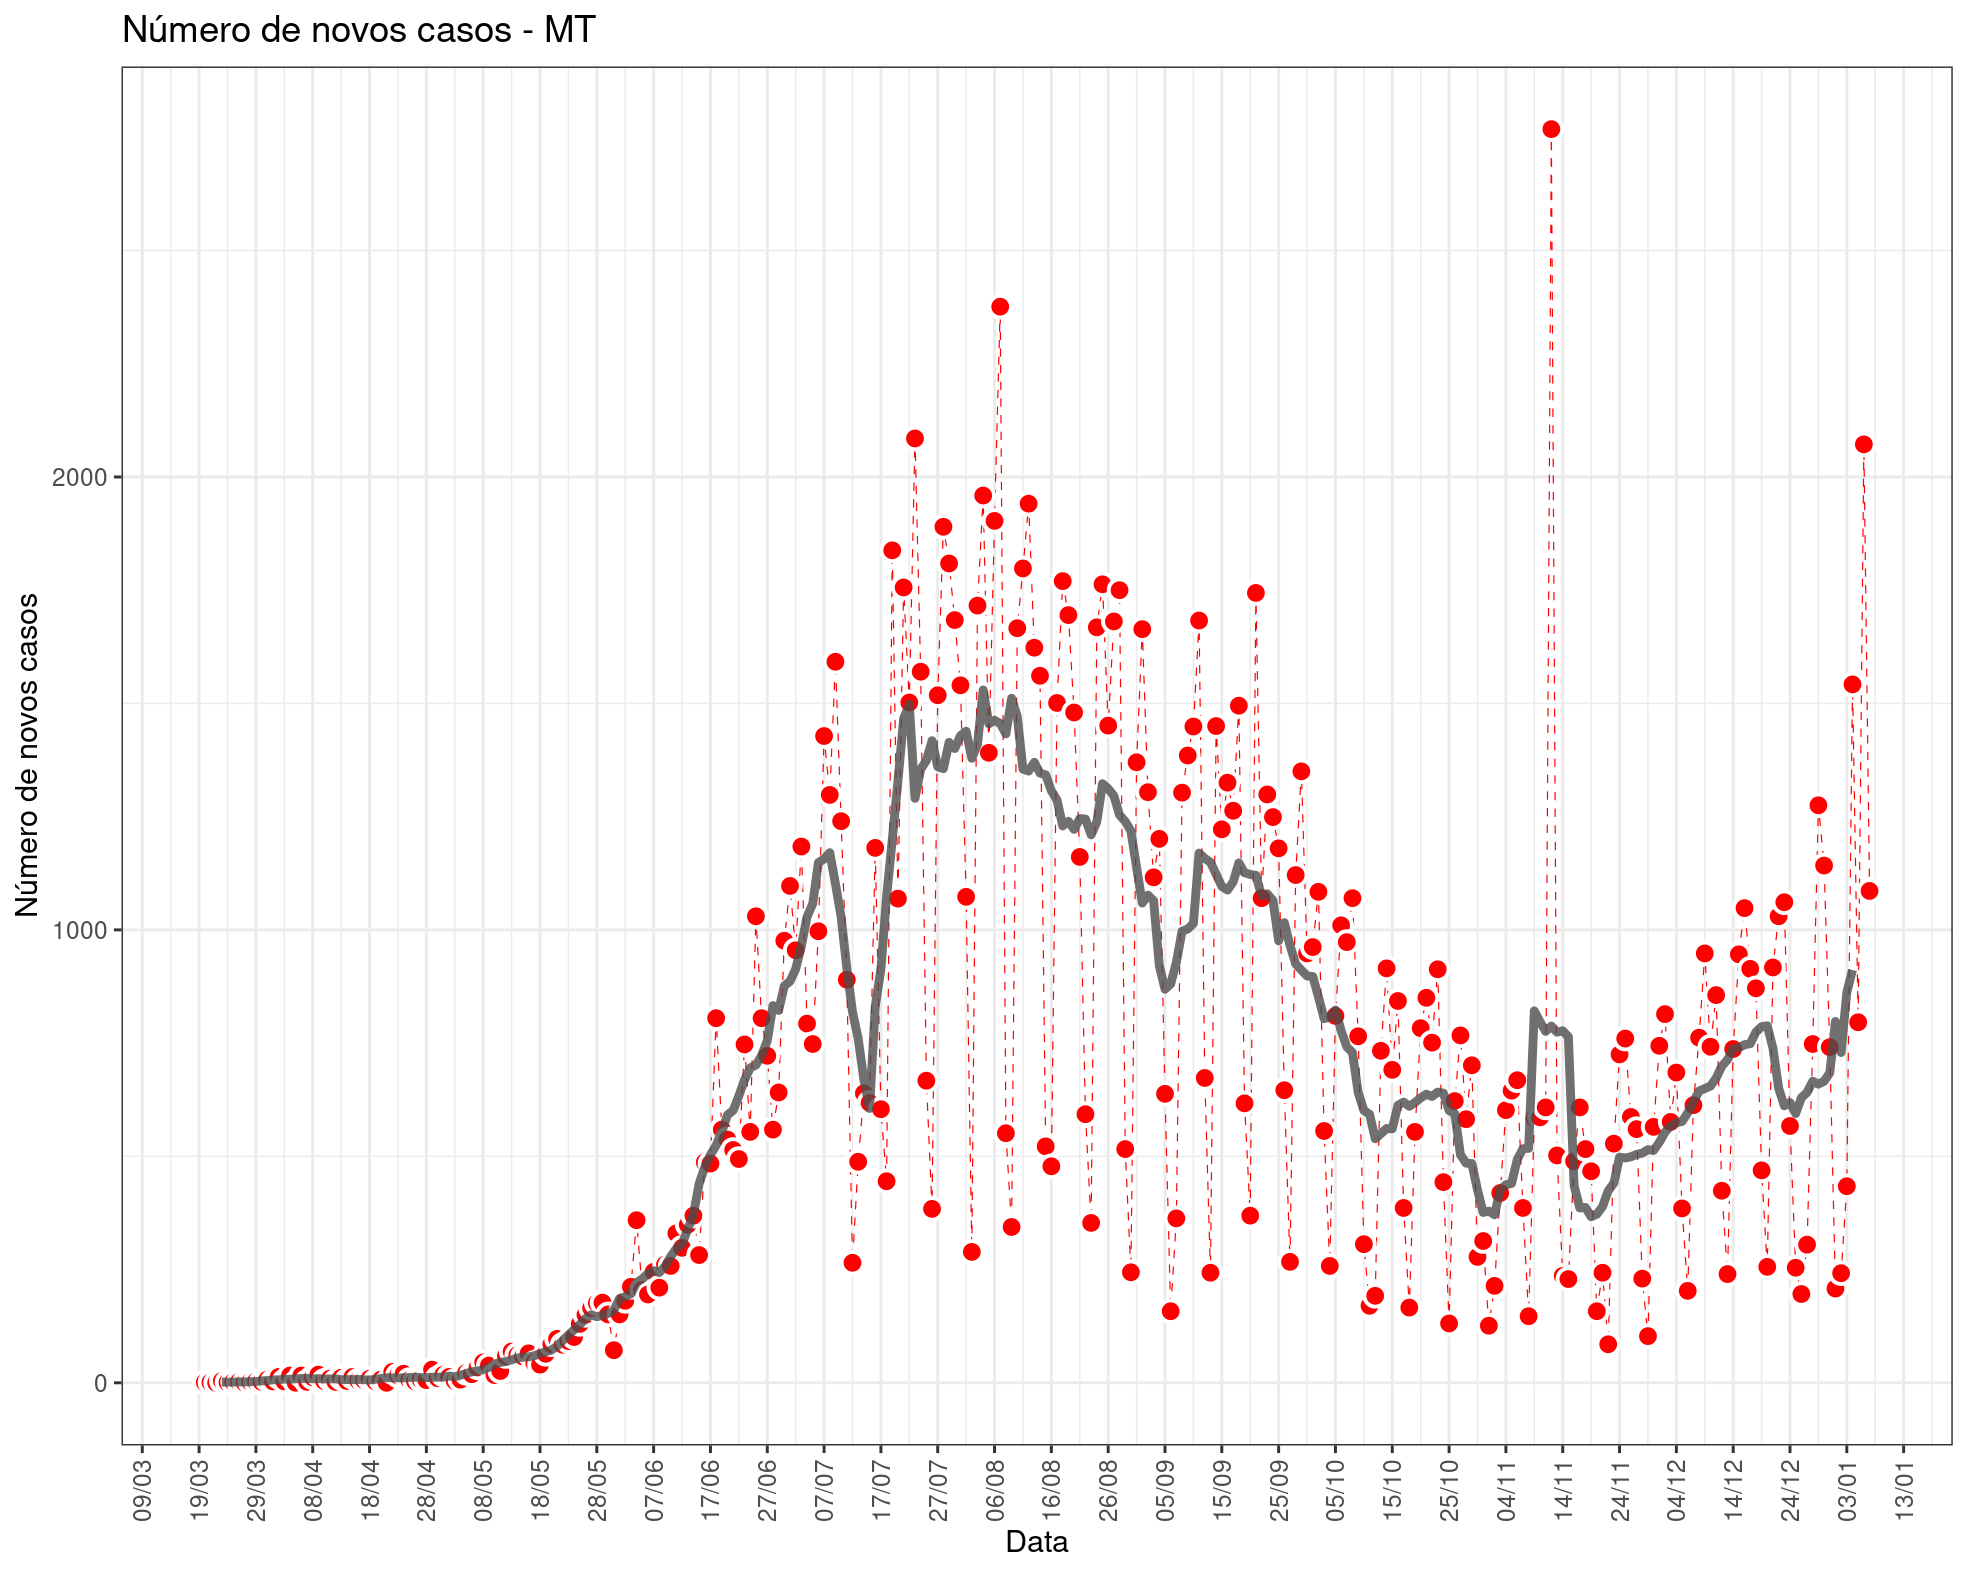 Número de novos casos - MT
Número de novos casos
2000
1000
0
09/03 19/03 29/03 08/04 18/04 28/04 08/05 18/05 28/05 07/06 17/06 27/06 07/07 17/07 27/07 06/08 16/08 26/08 05/09 15/09 25/09 05/10 15/10 25/10 04/11 14/11 24/11 04/12 14/12 24/12 03/01 13/01
Data